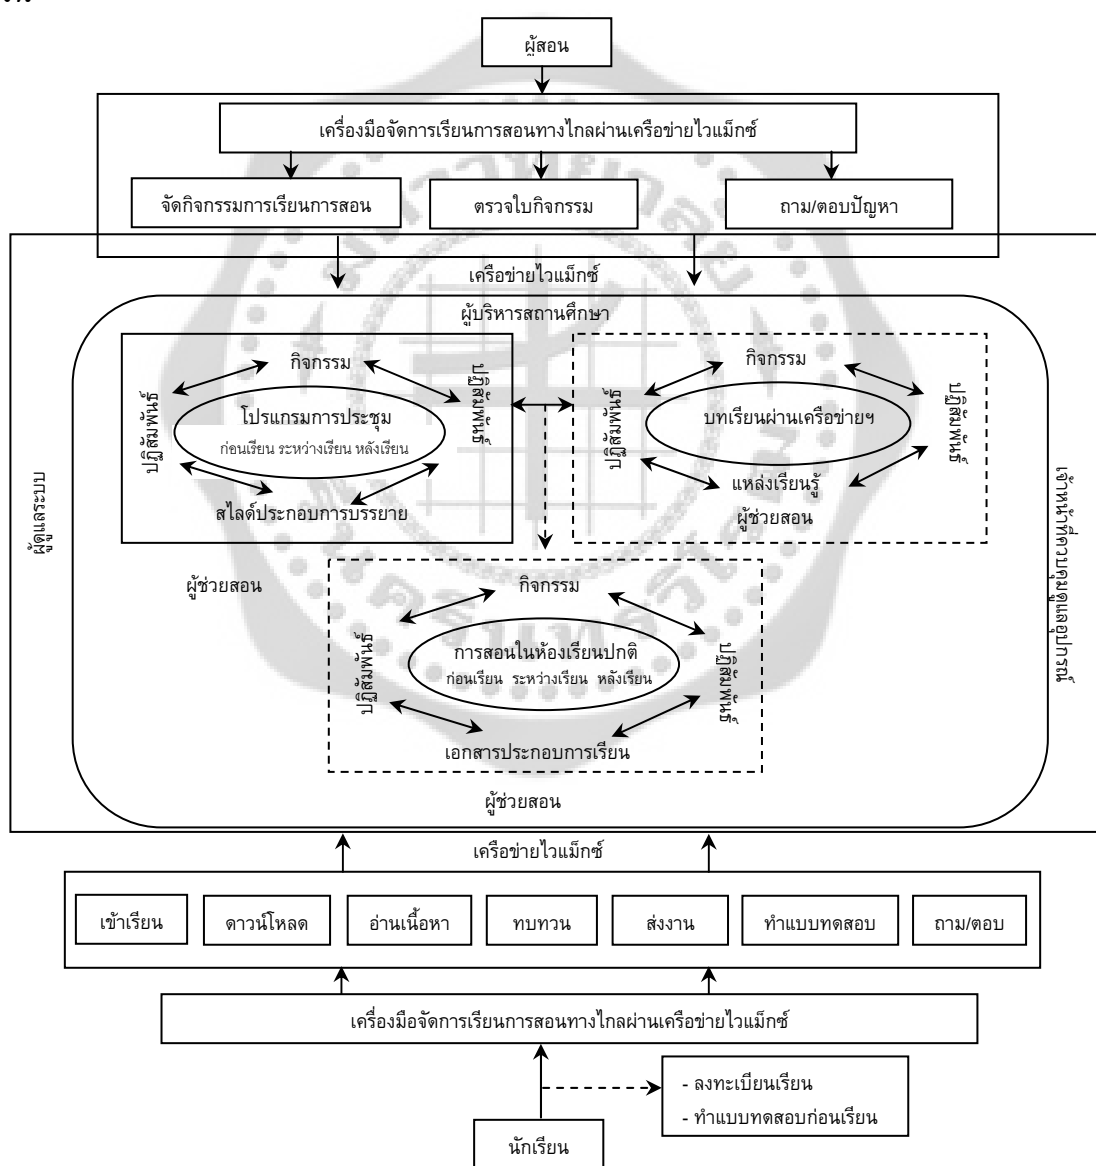 ผู้สอน
เครื่องมือจัดการเรียนการสอนทางไกลผ่านเครือข่ายไวแม็กซ์
จัดกิจกรรมการเรียนการสอน
ตรวจใบกิจกรรม
ถาม/ตอบปัญหา
เครือข่ายไวแม็กซ์
ผู้บริหารสถานศึกษา
กิจกรรม
ปฏิสัมพันธ์
ปฏิสัมพันธ์
โปรแกรมการประชุม
ก่อนเรียน ระหว่างเรียน หลังเรียน
สไลด์ประกอบการบรรยาย
ผู้ช่วยสอน
กิจกรรม
ปฏิสัมพันธ์
ปฏิสัมพันธ์
บทเรียนผ่านเครือข่ายฯ
แหล่งเรียนรู้
ผู้ช่วยสอน
ผู้ดูแลระบบ
เจ้าหน้าที่ควบคุมดูแลอุปกรณ์
กิจกรรม
ปฏิสัมพันธ์
ปฏิสัมพันธ์
การสอนในห้องเรียนปกติ
ก่อนเรียน ระหว่างเรียน หลังเรียน
เอกสารประกอบการเรียน
ผู้ช่วยสอน
เครือข่ายไวแม็กซ์
เข้าเรียน
ดาวน์โหลด
อ่านเนื้อหา
ทบทวน
ส่งงาน
ทำแบบทดสอบ
ถาม/ตอบ
เครื่องมือจัดการเรียนการสอนทางไกลผ่านเครือข่ายไวแม็กซ์
- ลงทะเบียนเรียน
- ทำแบบทดสอบก่อนเรียน
นักเรียน